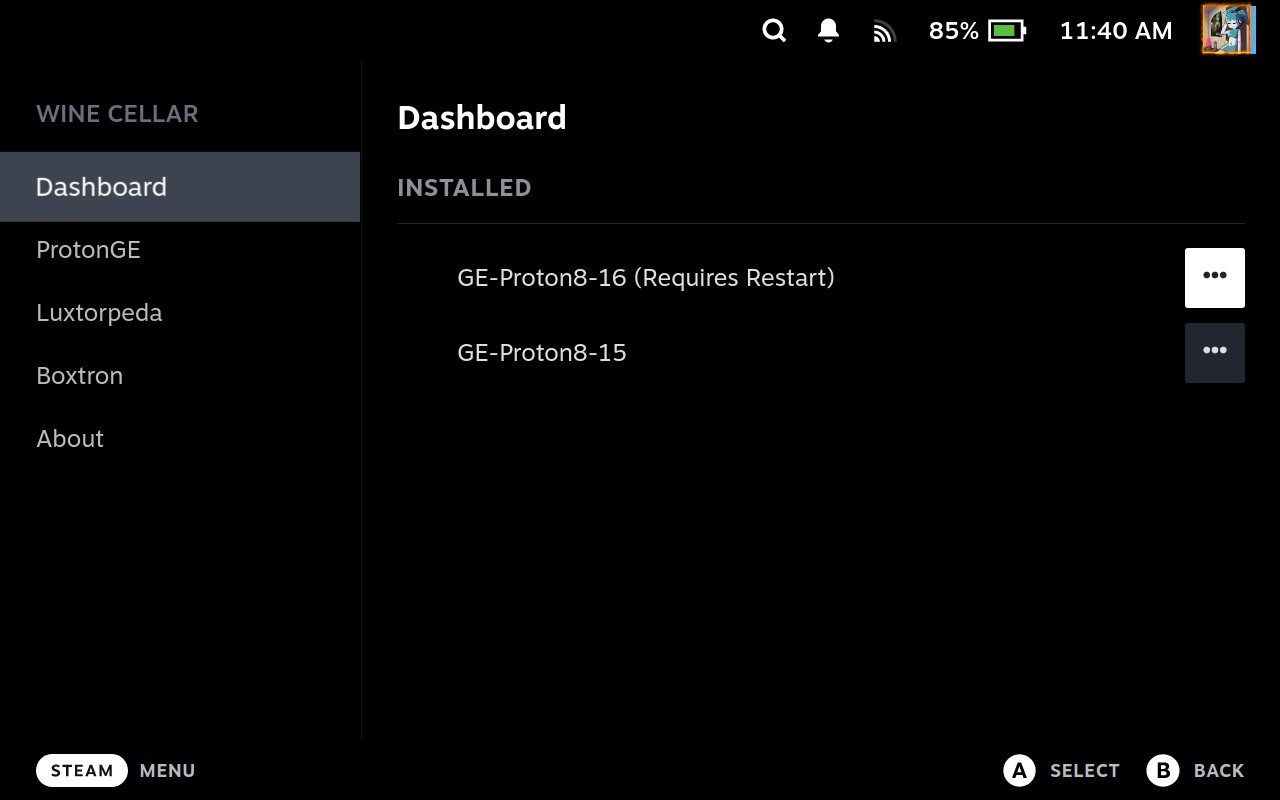 85%
11:40 AM
WINE CELLAR
Dashboard
ProtonGE
Luxtorpeda
Boxtron
About
Dashboard
INSTALLED
GE-Proton8-16 (Requires Restart)
GE-Proton8-15
STEAM MENU
A SELECT B BACK